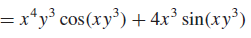 = x⁴y³ cos(xy³) + 4x³ sin(xy³)